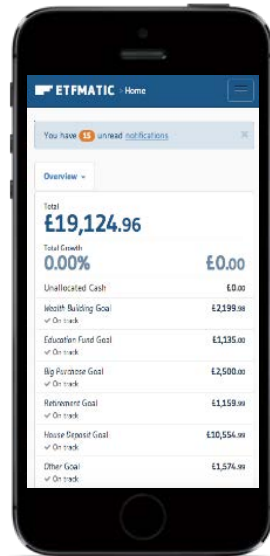 ETFMATIC > Home
You have 15 unread notifications ×
Overview
Total
£19,124.96
Total Growth
0.00% £0.00
Unallocated Cash £0.00
Wealth Building Goal £2,199.98
✓ On track
Education Fund Goal £1,135.00
✓ On track
Big Purchase Goal £2,500.00
✓ On track
Retirement Goal £1,159.99
✓ On track
House Deposit Goal £10,554.99
✓ On track
Other Goal £1,574.99
✓ On track